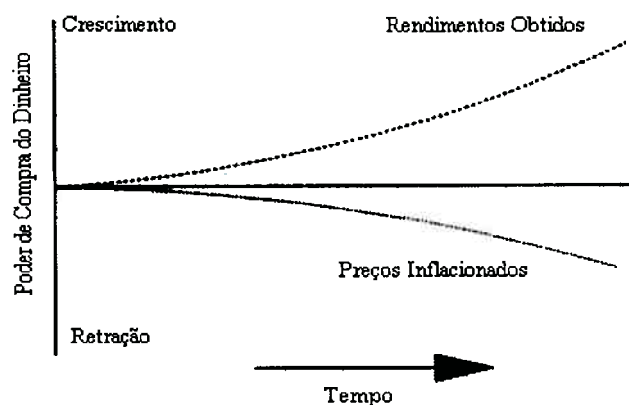 Crescimento
Rendimentos Obtidos
Poder de Compra do Dinheiro
Preços Inflacionados
Retração
Tempo